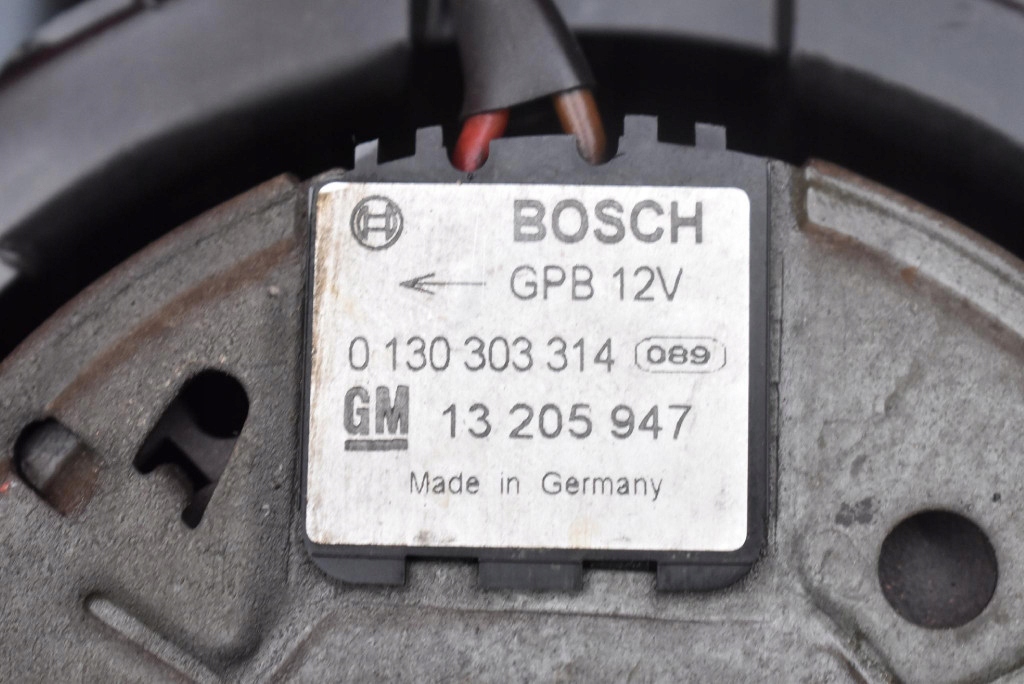 BOSCH
GPB 12V
0 130 303 314 089
GM 13 205 947
Made in Germany